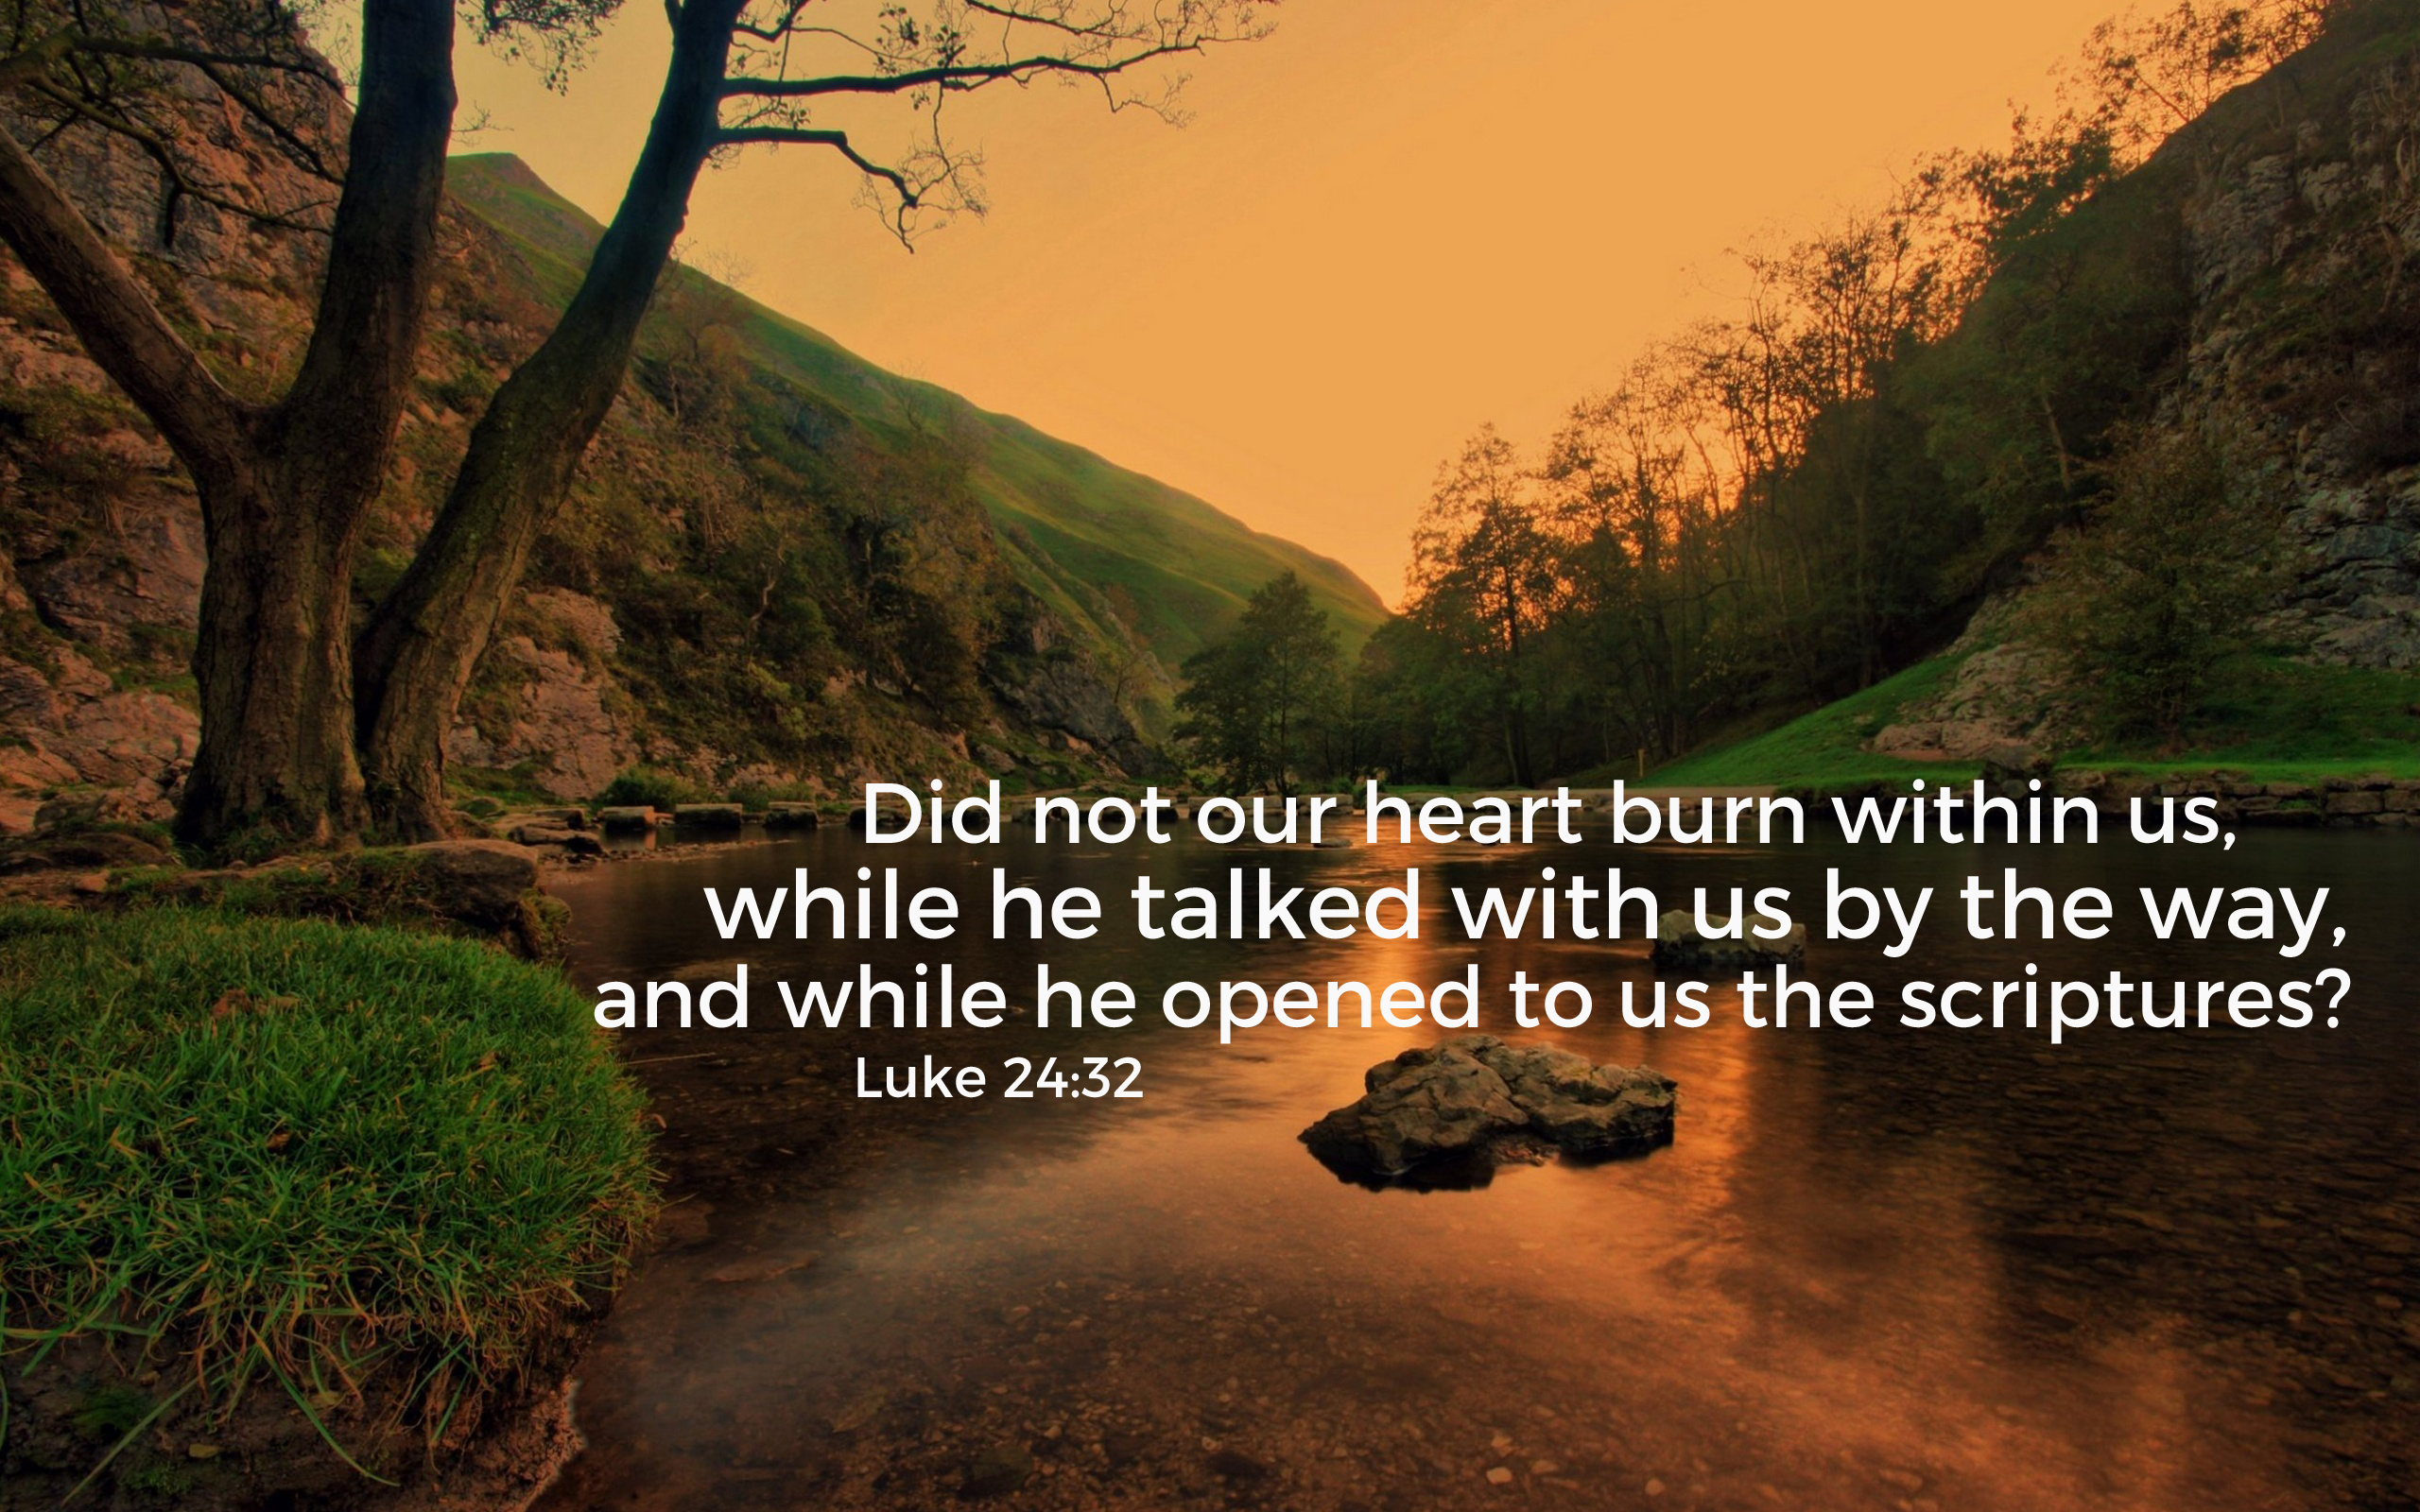 Did not our heart burn within us,
while he talked with us by the way,
and while he opened to us the scriptures?
Luke 24:32